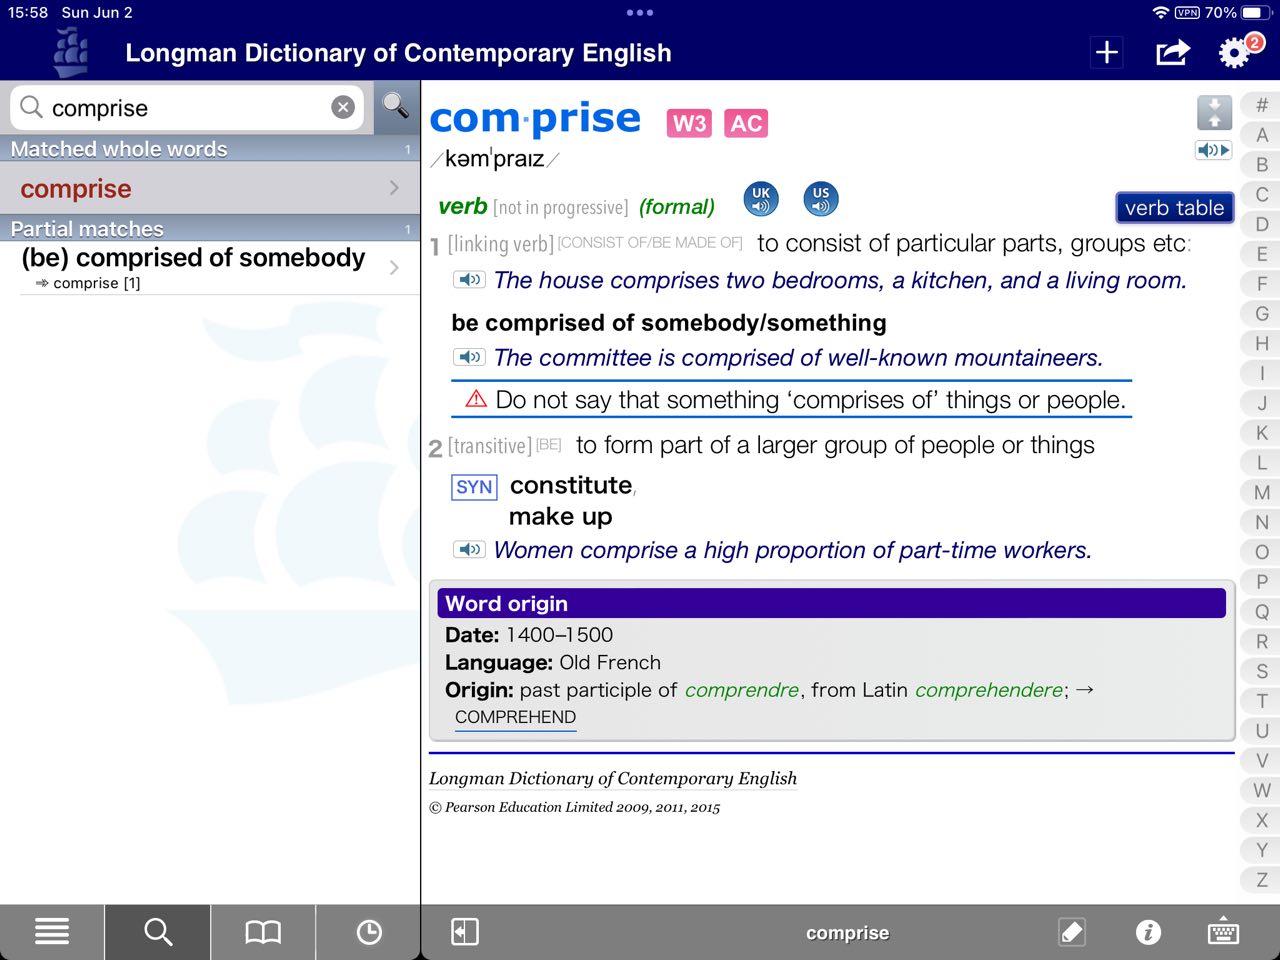 15:58 Sun Jun 2
VPN 70%
Longman Dictionary of Contemporary English
2
comprise
Matched whole words 1
comprise
Partial matches 1
(be) comprised of somebody
⇒ comprise [1]
com·prise W3 AC
/kəmˈpraɪz/
verb [not in progressive] (formal) UK US verb table
1 [linking verb] [CONSIST OF/BE MADE OF] to consist of particular parts, groups etc:
The house comprises two bedrooms, a kitchen, and a living room.
be comprised of somebody/something
The committee is comprised of well-known mountaineers.
⚠ Do not say that something ‘comprises of’ things or people.
2 [transitive] [BE] to form part of a larger group of people or things
SYN constitute,
make up
Women comprise a high proportion of part-time workers.
Word origin
Date: 1400–1500
Language: Old French
Origin: past participle of comprendre, from Latin comprehendere; →
COMPREHEND
Longman Dictionary of Contemporary English
© Pearson Education Limited 2009, 2011, 2015
#
A
B
C
D
E
F
G
H
I
J
K
L
M
N
O
P
Q
R
S
T
U
V
W
X
Y
Z
comprise